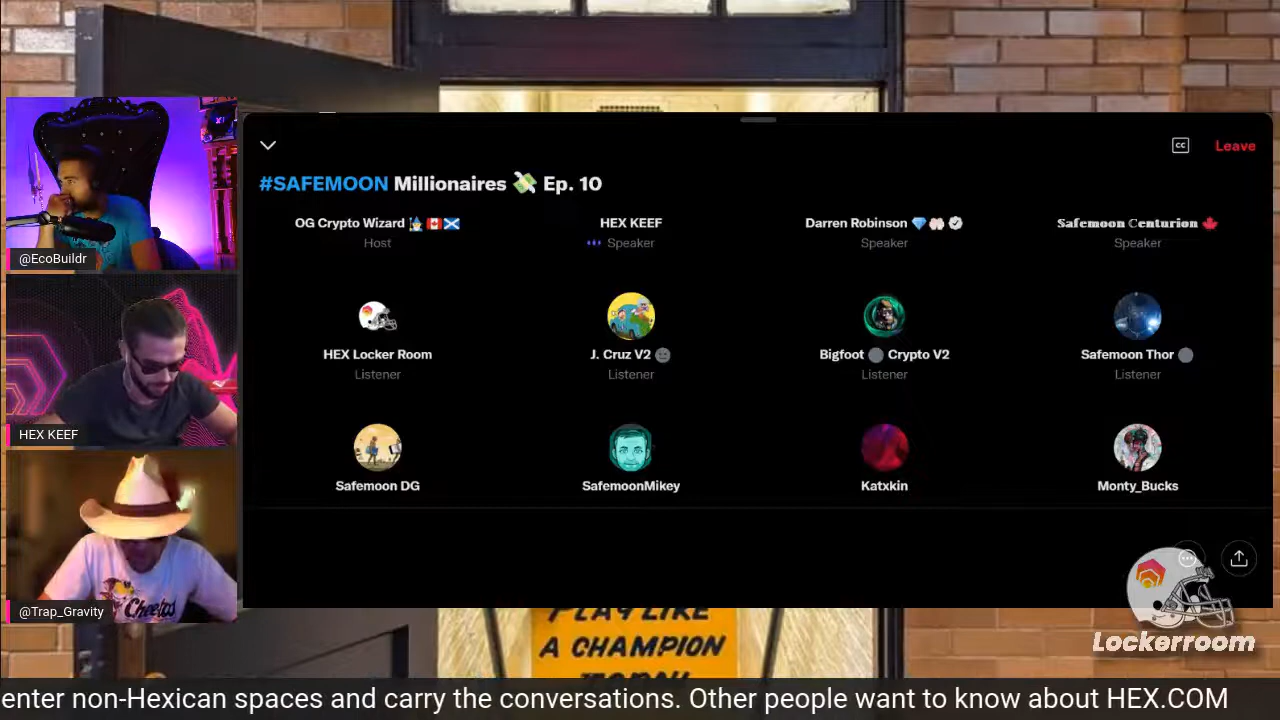 CC
Leave
#SAFEMOON Millionaires 💸 Ep. 10
OG Crypto Wizard 🧙‍♂️🇨🇦🏴󠁧󠁢󠁳󠁣󠁴󠁿
Host
HEX KEEF
Speaker
Darren Robinson
Speaker
𝕾𝖆𝖋𝖊𝖒𝖔𝖔𝖓 ℂ𝖊𝖓𝖙𝖚𝖗𝖎𝖔𝖓 🍁
Speaker
HEX Locker Room
Listener
J. Cruz V2
Listener
Bigfoot Crypto V2
Listener
Safemoon Thor
Listener
Safemoon DG
SafemoonMikey
Katxkin
Monty_Bucks
@EcoBuildr
HEX KEEF
@Trap_Gravity
Cheetos
PLAY LIKE
A CHAMPION
TODAY
Lockerroom
enter non-Hexican spaces and carry the conversations. Other people want to know about HEX.COM